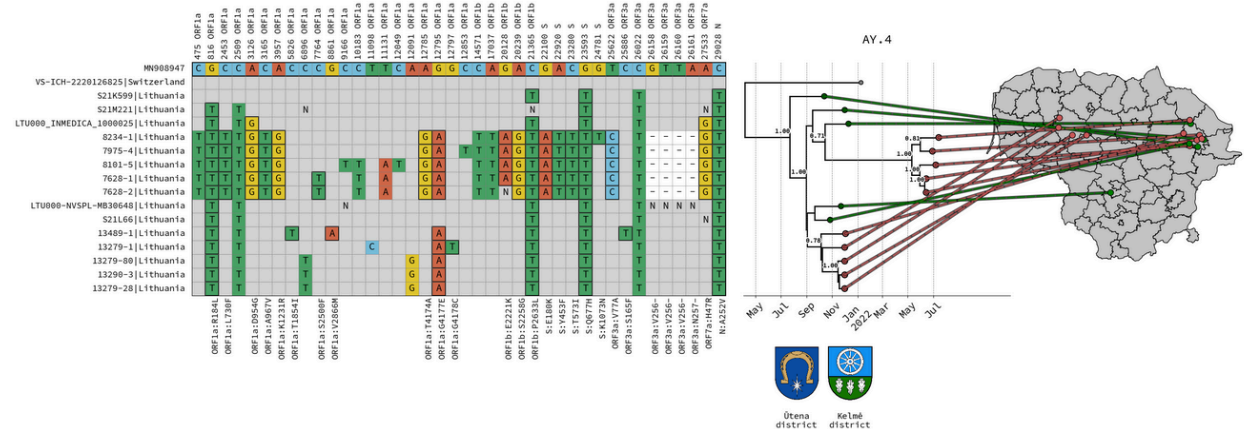 475 ORF1a
816 ORF1a
2453 ORF1a
2509 ORF1a
3126 ORF1a
3165 ORF1a
3957 ORF1a
5826 ORF1a
6896 ORF1a
7764 ORF1a
8861 ORF1a
9166 ORF1a
10183 ORF1a
11098 ORF1a
11131 ORF1a
12049 ORF1a
12091 ORF1a
12785 ORF1a
12795 ORF1a
12797 ORF1a
12853 ORF1a
14571 ORF1b
17037 ORF1b
20128 ORF1b
20239 ORF1b
21365 ORF1b
22100 S
22920 S
23280 S
23593 S
24781 S
25622 ORF3a
25886 ORF3a
26022 ORF3a
26158 ORF3a
26159 ORF3a
26160 ORF3a
26161 ORF3a
27533 ORF7a
29028 N
MN908947 C G C C A C A C C C G C C T T C A A G G C C A G A C G A C G G T C C G T T A A C
VS-ICH-2220126825|Switzerland
S21K599|Lithuania T T T T
S21M221|Lithuania T T N N T T N T
LTU000_INMEDICA_1000025|Lithuania T T G T T T G T
8234-1|Lithuania T T T T G T G G A T T A G T A T T T T C T - - - - G T
7975-4|Lithuania T T T T G T G G A T T T A G T A T T T C T - - - - G T
8101-5|Lithuania T T T T G T G T T A T G A T T A G T A T T T C T - - - - G T
7628-1|Lithuania T T T T G T G T T A G A T T A G T A T T T C T - - - - G T
7628-2|Lithuania T T T T G T G T T A G A T T N G T A T T T C T - - - - G T
LTU000-NVSPL-MB30648|Lithuania T T N T T T N N N N T
S21L66|Lithuania T T T T T N T
13489-1|Lithuania T T T A A T T T T T
13279-1|Lithuania T T C A T T T T T
13279-80|Lithuania T T T G A T T T T
13290-3|Lithuania T T T G A T T T T
13279-28|Lithuania T T T G A T T T T
ORF1a:R184L
ORF1a:L730F
ORF1a:D954G
ORF1a:A967V
ORF1a:K1231R
ORF1a:T1854I
ORF1a:S2500F
ORF1a:V2866M
ORF1a:T4174A
ORF1a:G4177E
ORF1a:G4178C
ORF1b:E2221K
ORF1b:S2258G
ORF1b:P2633L
S:E180K
S:Y453F
S:T573I
S:Q677H
S:K1073N
ORF3a:V77A
ORF3a:S165F
ORF3a:V256-
ORF3a:V256-
ORF3a:V256-
ORF3a:N257-
ORF7a:H47R
N:A252V
AY.4
1.00
0.71
0.81
1.00
1.00
1.00
1.00
0.78
1.00
May
Jul
Sep
Nov
Jan
2022
Mar
May
Jul
Ūtena
district
Kelmė
district